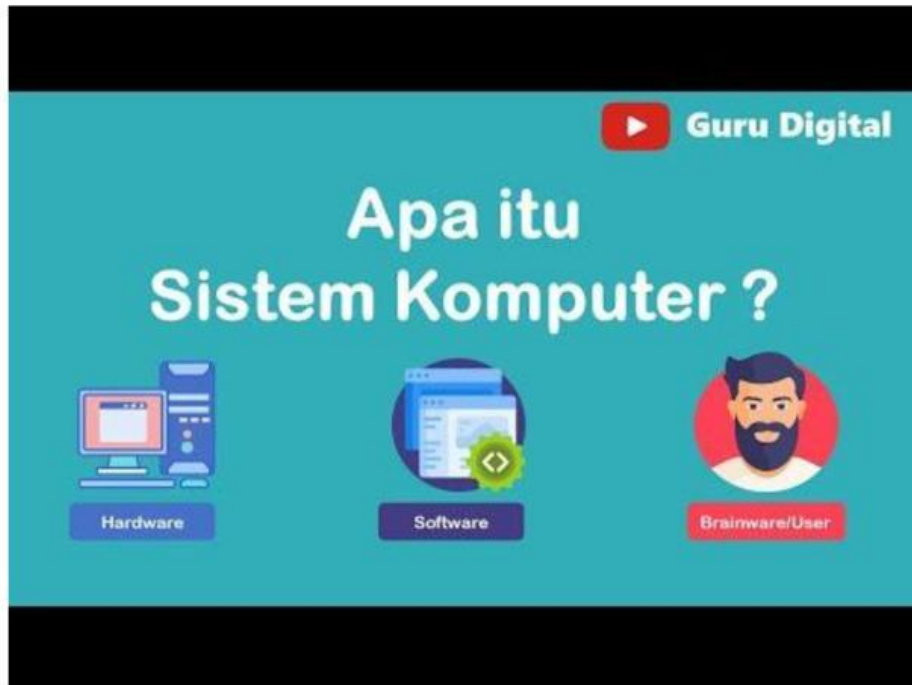 Guru Digital
Apa itu
Sistem Komputer ?
Hardware
Software
Brainware/User